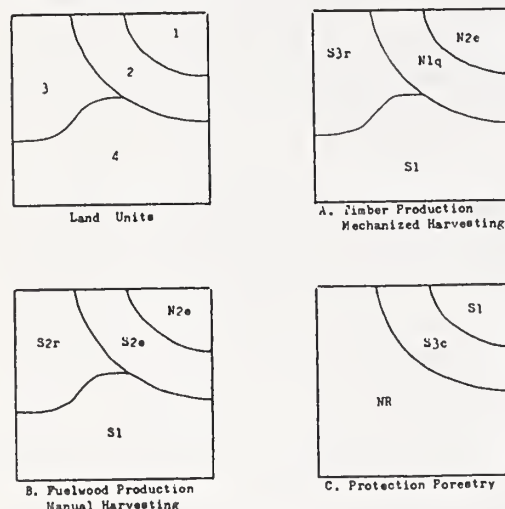 1
2
3
4
Land Units
N2e
N1q
S3r
S1
A. Timber Production
Mechanized Harvesting
N2e
S2e
S2r
S1
B. Fuelwood Production
Manual Harvesting
S1
S3c
NR
C. Protection Forestry